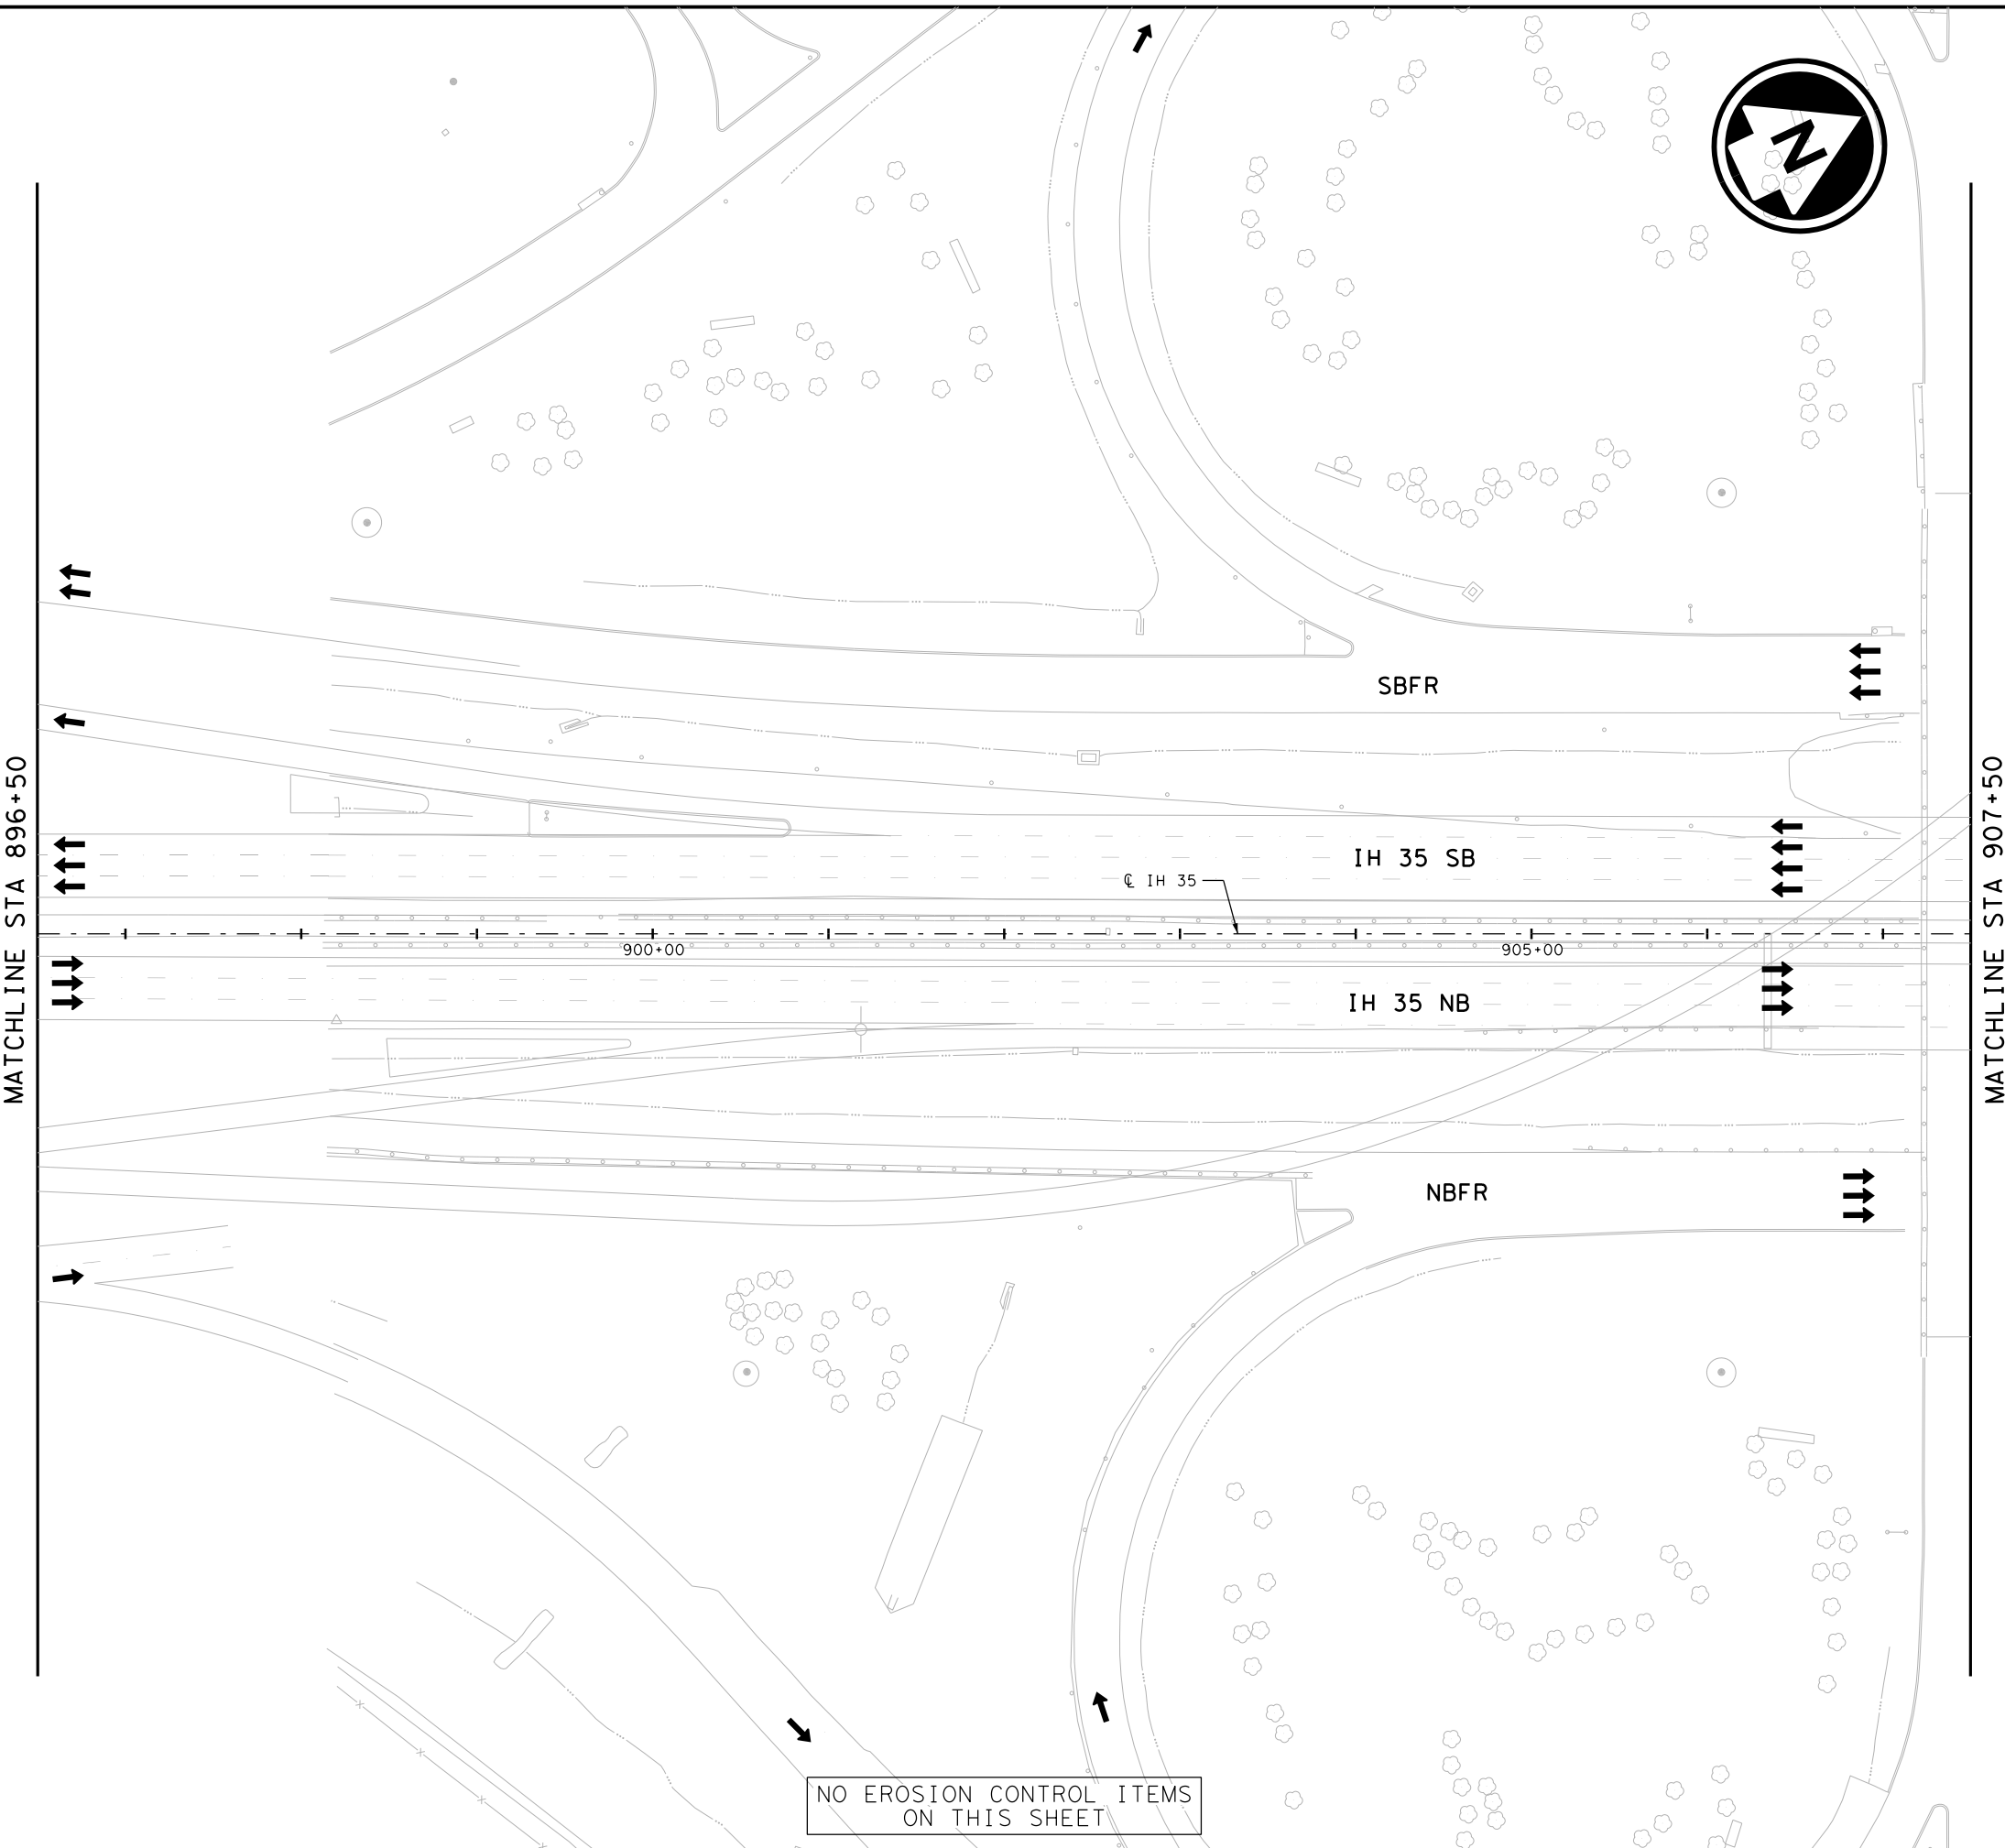 N
SBFR
MATCHLINE STA 896+50
IH 35 SB
℄ IH 35
900+00
905+00
IH 35 NB
MATCHLINE STA 907+50
NBFR
NO EROSION CONTROL ITEMS
ON THIS SHEET